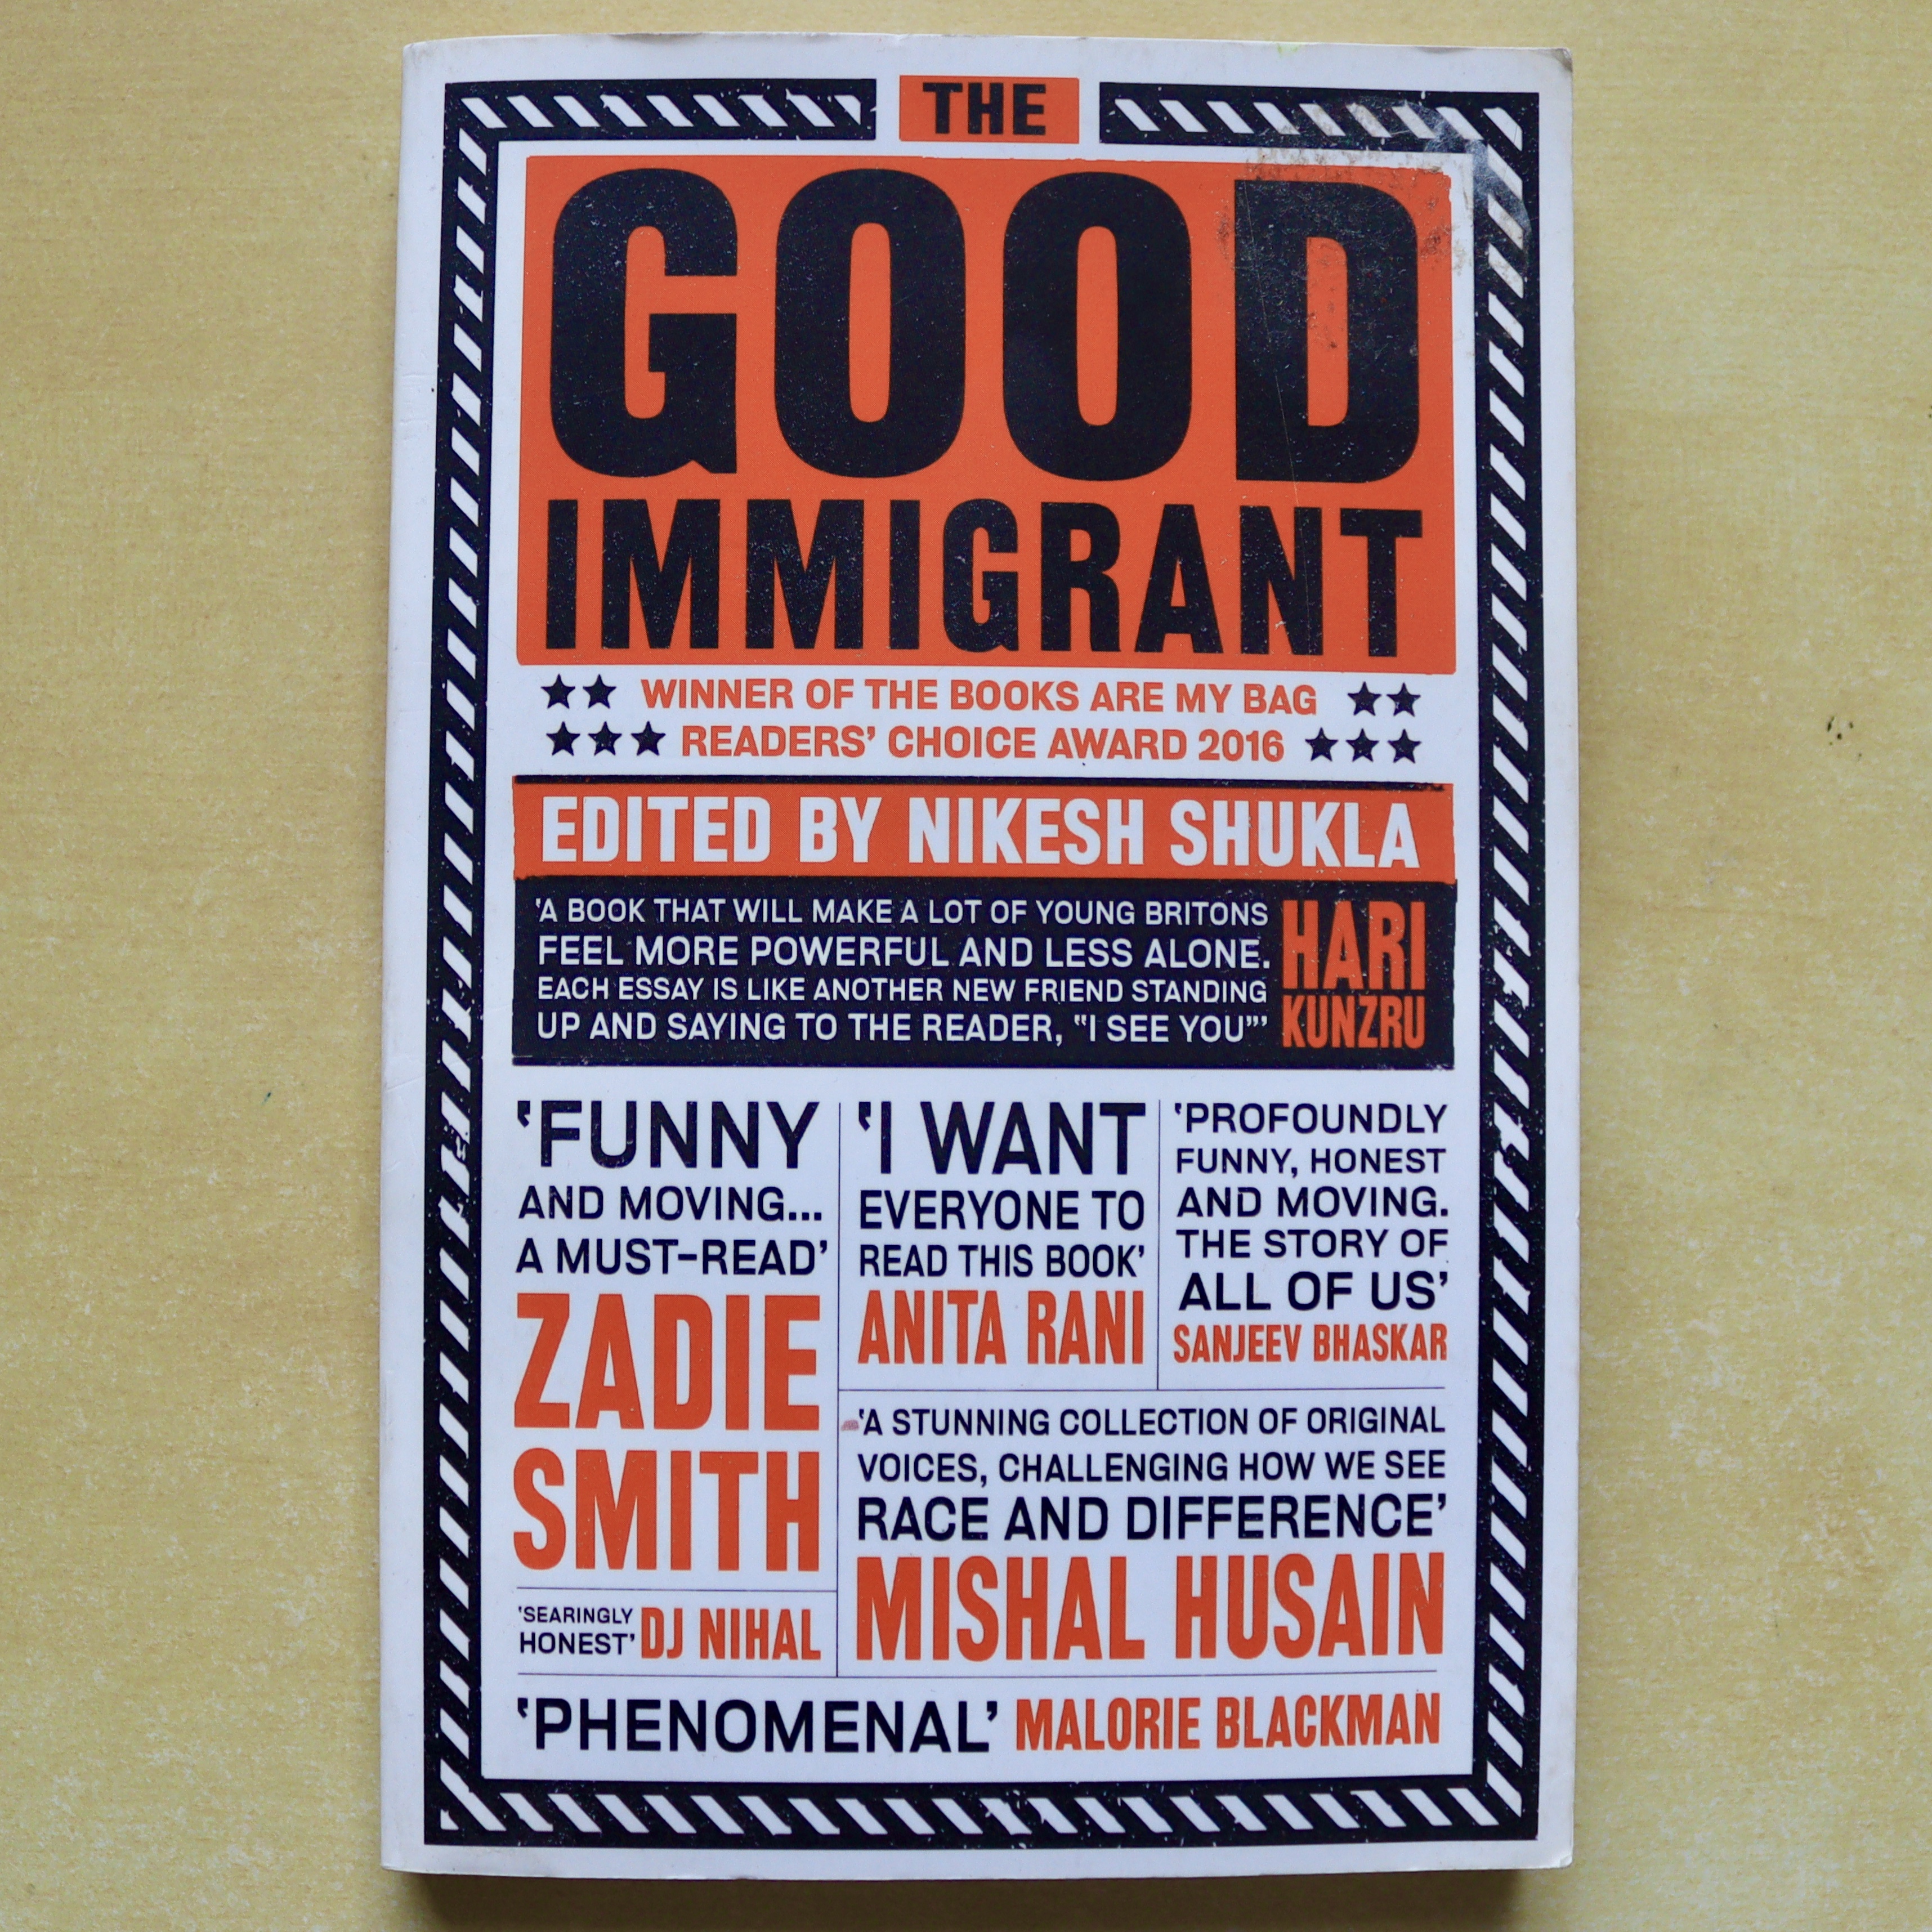 THE
GOOD
IMMIGRANT
WINNER OF THE BOOKS ARE MY BAG
READERS’ CHOICE AWARD 2016
EDITED BY NIKESH SHUKLA
‘A BOOK THAT WILL MAKE A LOT OF YOUNG BRITONS
FEEL MORE POWERFUL AND LESS ALONE.
EACH ESSAY IS LIKE ANOTHER NEW FRIEND STANDING
UP AND SAYING TO THE READER, “I SEE YOU”’
HARI
KUNZRU
‘FUNNY
AND MOVING...
A MUST-READ’
ZADIE
SMITH
‘SEARINGLY
HONEST’
DJ NIHAL
‘I WANT
EVERYONE TO
READ THIS BOOK’
ANITA RANI
‘PROFOUNDLY
FUNNY, HONEST
AND MOVING.
THE STORY OF
ALL OF US’
SANJEEV BHASKAR
‘A STUNNING COLLECTION OF ORIGINAL
VOICES, CHALLENGING HOW WE SEE
RACE AND DIFFERENCE’
MISHAL HUSAIN
‘PHENOMENAL’ MALORIE BLACKMAN